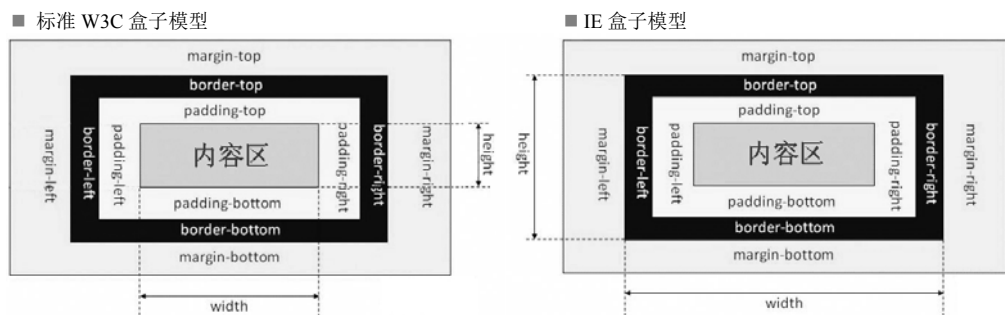 ■ 标准 W3C 盒子模型
margin-top
border-top
padding-top
margin-left
border-left
padding-left
内容区
padding-right
border-right
margin-right
height
padding-bottom
border-bottom
margin-bottom
width
■ IE 盒子模型
margin-top
border-top
padding-top
height
margin-left
border-left
padding-left
内容区
padding-right
border-right
margin-right
padding-bottom
border-bottom
margin-bottom
width